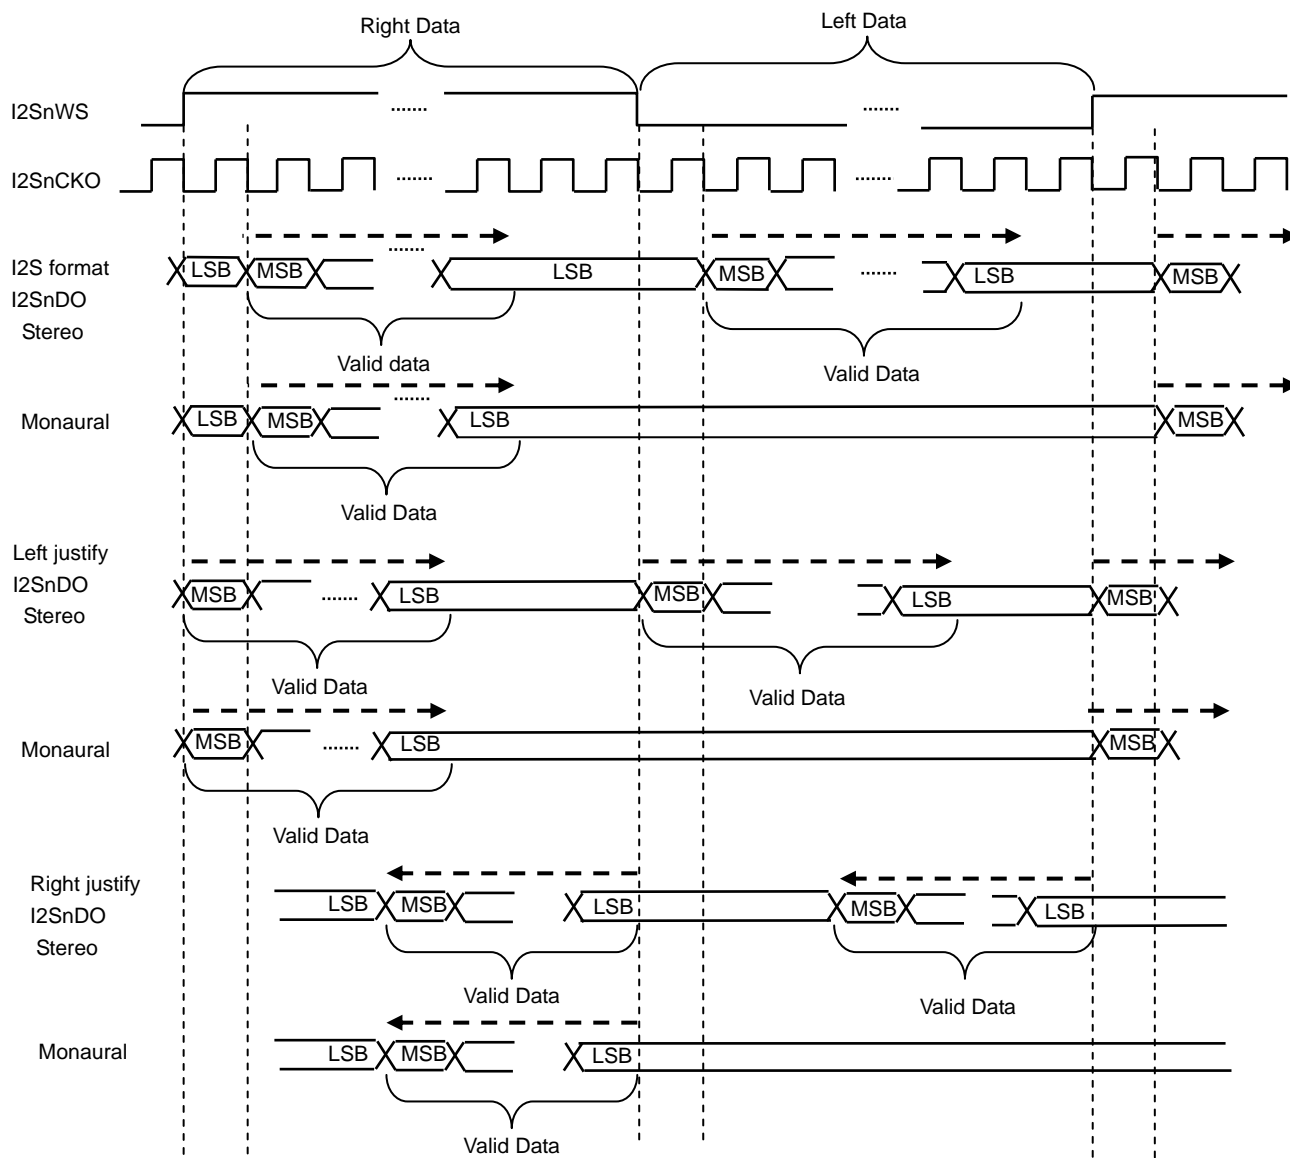 Right Data
Left Data
I2SnWS
........
........
I2SnCKO
........
........
I2S format
I2SnDO
Stereo
LSB
MSB
........
LSB
MSB
........
LSB
MSB
Valid data
Valid Data
Monaural
LSB
MSB
........
LSB
MSB
Valid Data
Left justify
I2SnDO
Stereo
MSB
........
LSB
MSB
LSB
MSB
Valid Data
Valid Data
Monaural
MSB
........
LSB
MSB
Valid Data
Right justify
I2SnDO
Stereo
LSB
MSB
LSB
MSB
LSB
Valid Data
Valid Data
Monaural
LSB
MSB
LSB
Valid Data